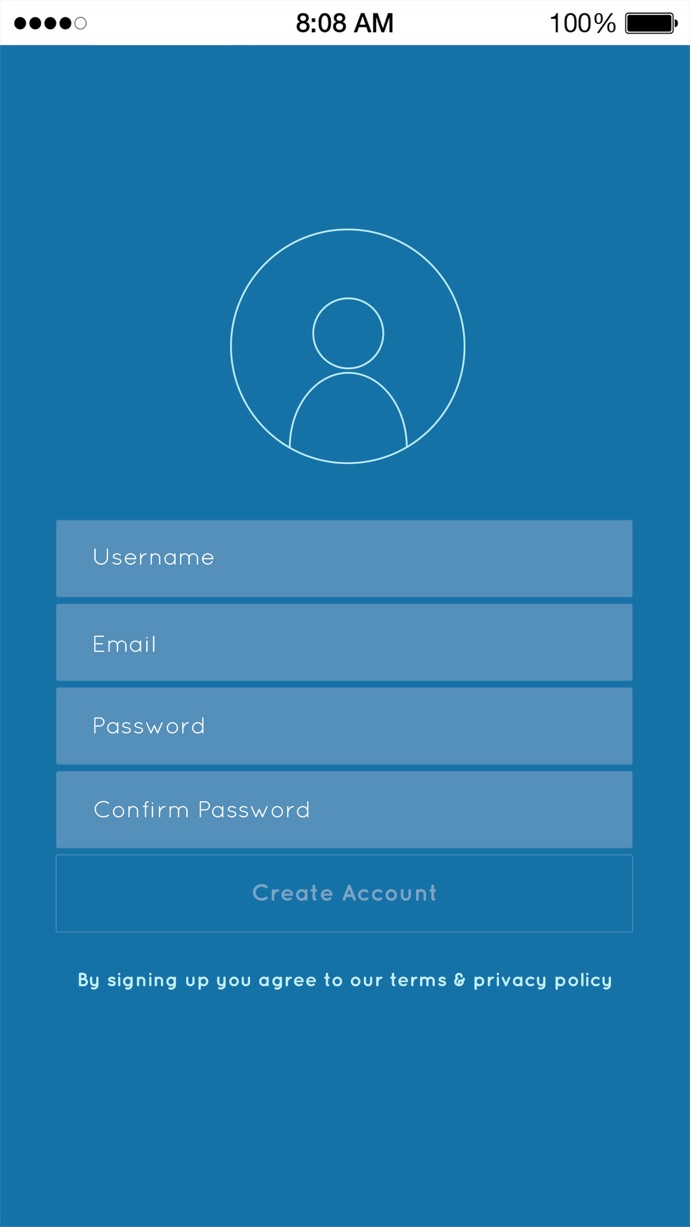 8:08 AM 100%
Username
Email
Password
Confirm Password
Create Account
By signing up you agree to our terms & privacy policy